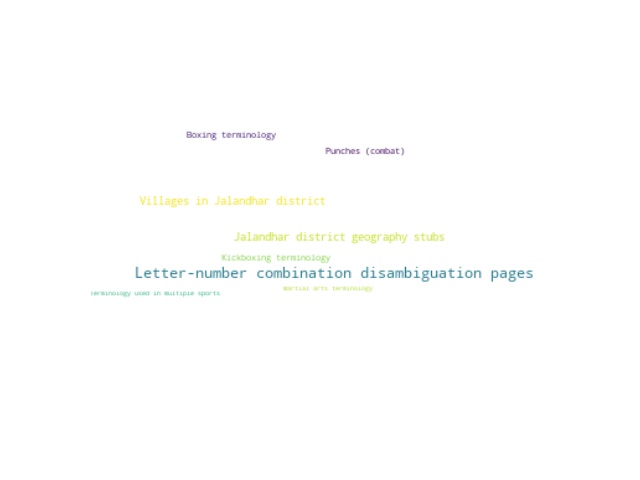 Boxing terminology
Punches (combat)
Villages in Jalandhar district
Jalandhar district geography stubs
Kickboxing terminology
Letter-number combination disambiguation pages
Martial arts terminology
Terminology used in multiple sports